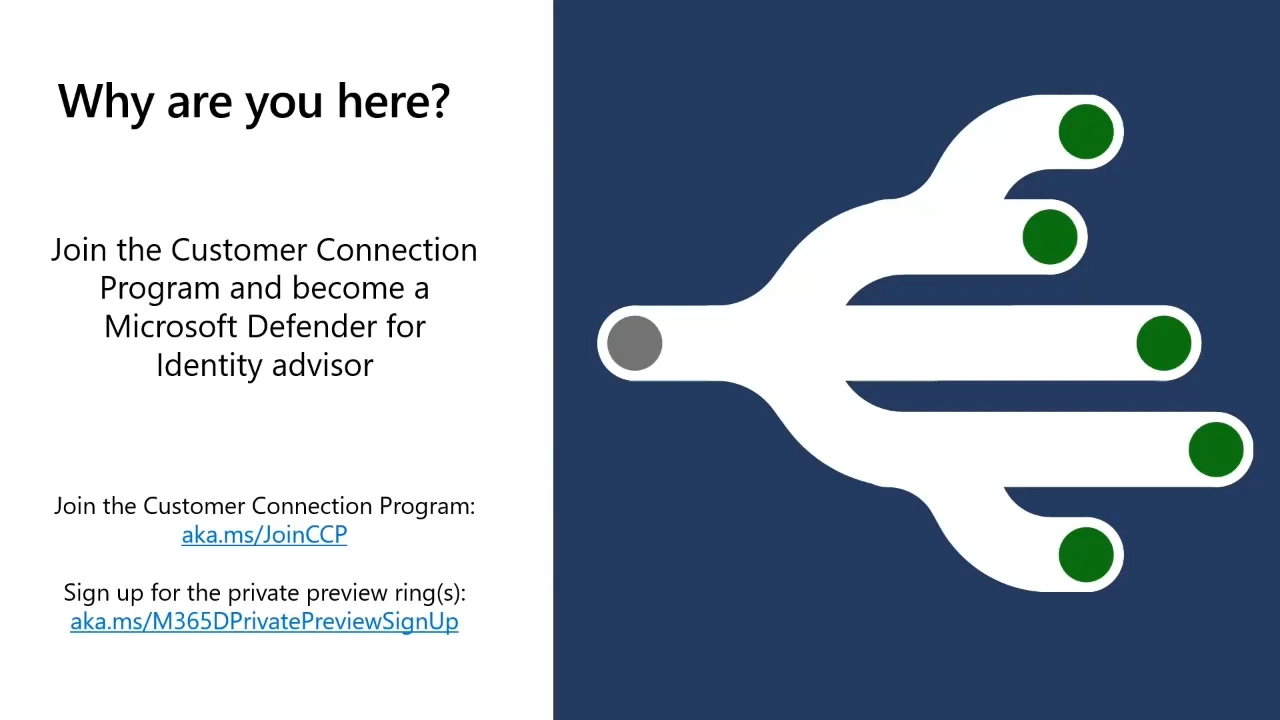 Why are you here?
Join the Customer Connection
Program and become a
Microsoft Defender for
Identity advisor
Join the Customer Connection Program:
aka.ms/JoinCCP
Sign up for the private preview ring(s):
aka.ms/M365DPrivatePreviewSignUp